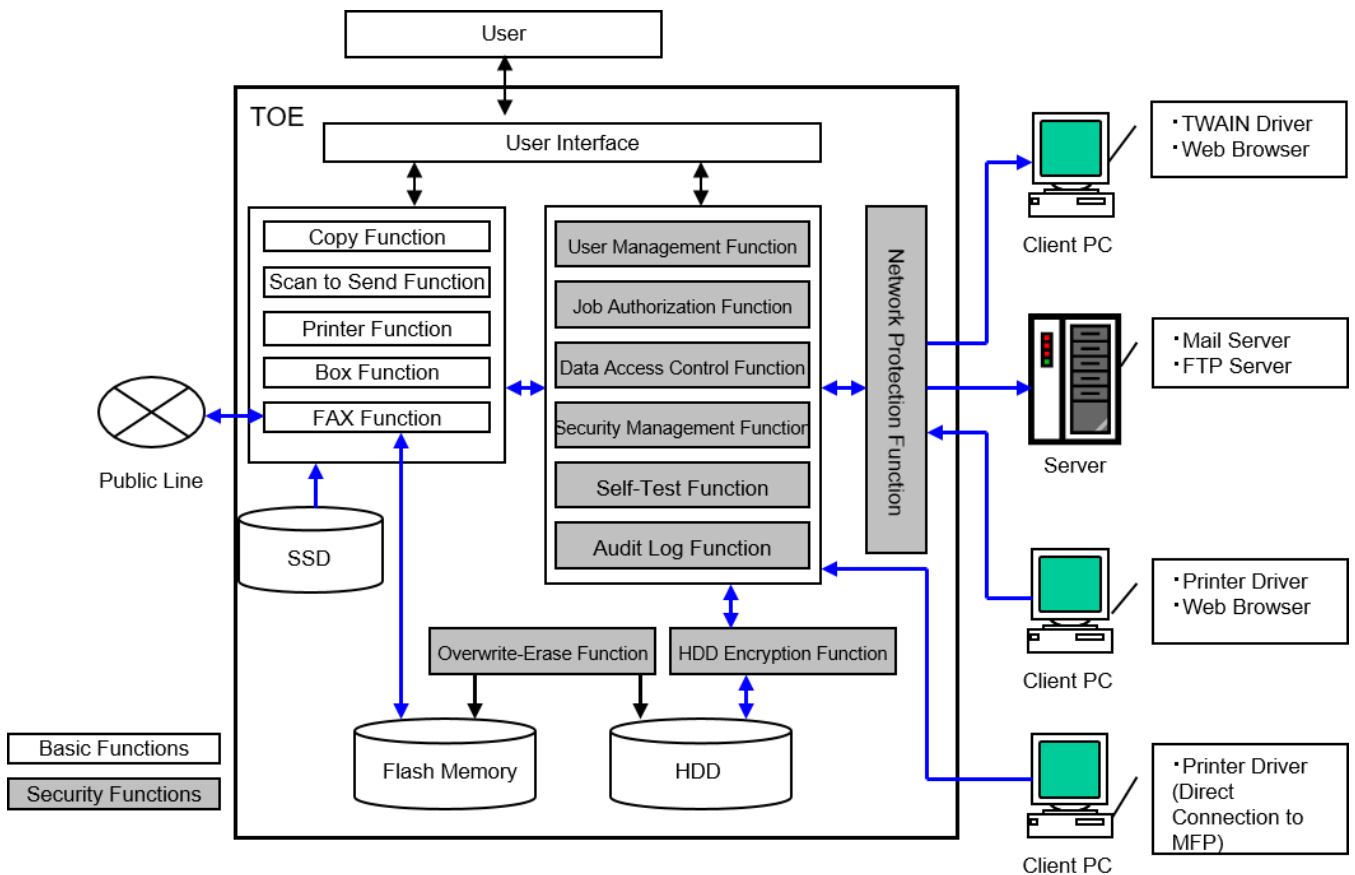 User
TOE
User Interface
Copy Function
Scan to Send Function
Printer Function
Box Function
FAX Function
User Management Function
Job Authorization Function
Data Access Control Function
Security Management Function
Self-Test Function
Audit Log Function
Network Protection Function
Public Line
SSD
Overwrite-Erase Function
HDD Encryption Function
Flash Memory
HDD
Basic Functions
Security Functions
Client PC
・TWAIN Driver
・Web Browser
Server
・Mail Server
・FTP Server
Client PC
・Printer Driver
・Web Browser
Client PC
・Printer Driver
(Direct
Connection to
MFP)